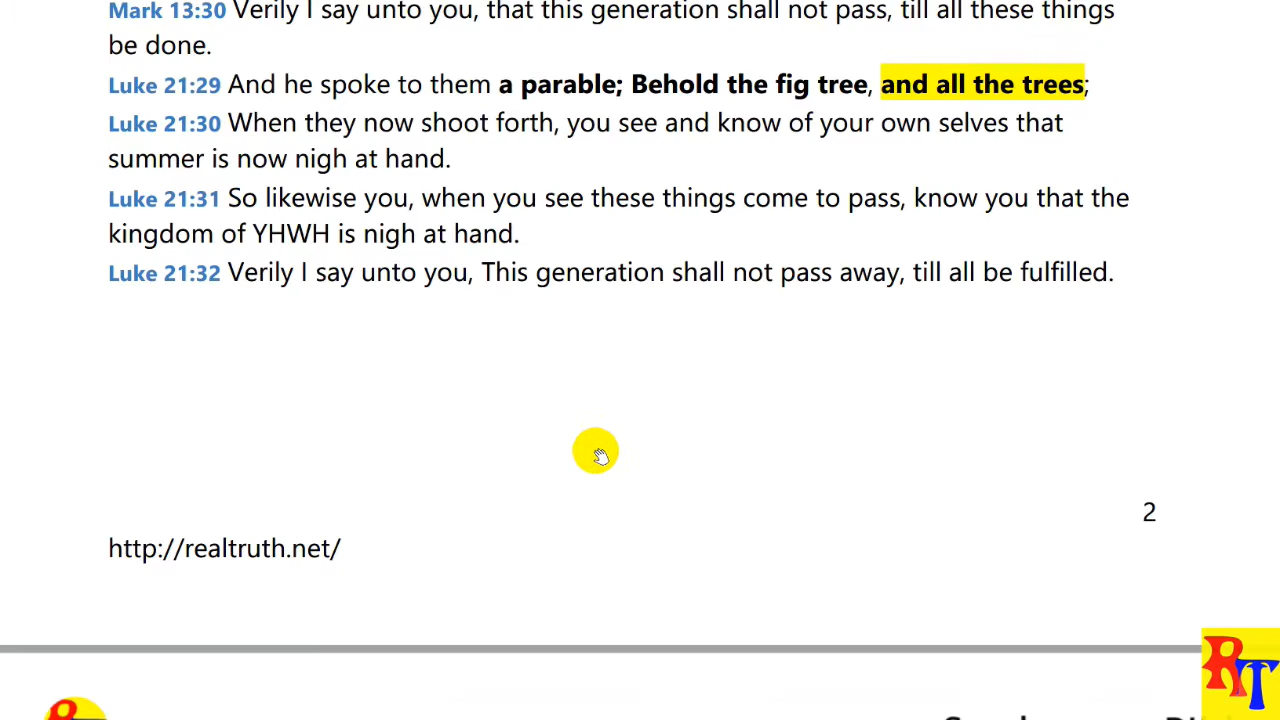 Mark 13:30 Verily I say unto you, that this generation shall not pass, till all these things
be done.
Luke 21:29 And he spoke to them a parable; Behold the fig tree, and all the trees;
Luke 21:30 When they now shoot forth, you see and know of your own selves that
summer is now nigh at hand.
Luke 21:31 So likewise you, when you see these things come to pass, know you that the
kingdom of YHWH is nigh at hand.
Luke 21:32 Verily I say unto you, This generation shall not pass away, till all be fulfilled.
2
http://realtruth.net/
RT